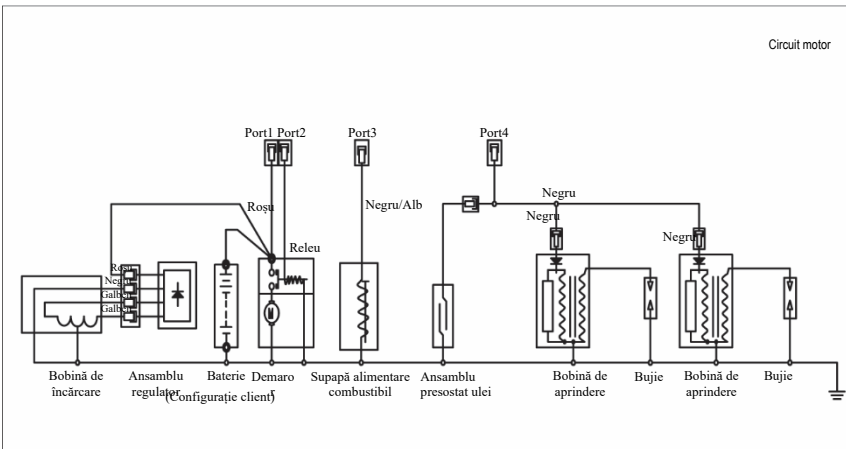 Circuit motor
Port1 Port2
Port3
Port4
Roșu
Negru/Alb
Negru
Negru
Negru
Releu
Roșu
Negru
Galben
Galben
M
Bobină de
încărcare
Ansamblu
regulator
Baterie
(Configurație client)
Demaro
r
Supapă alimentare
combustibil
Ansamblu
presostat ulei
Bobină de
aprindere
Bujie
Bobină de
aprindere
Bujie